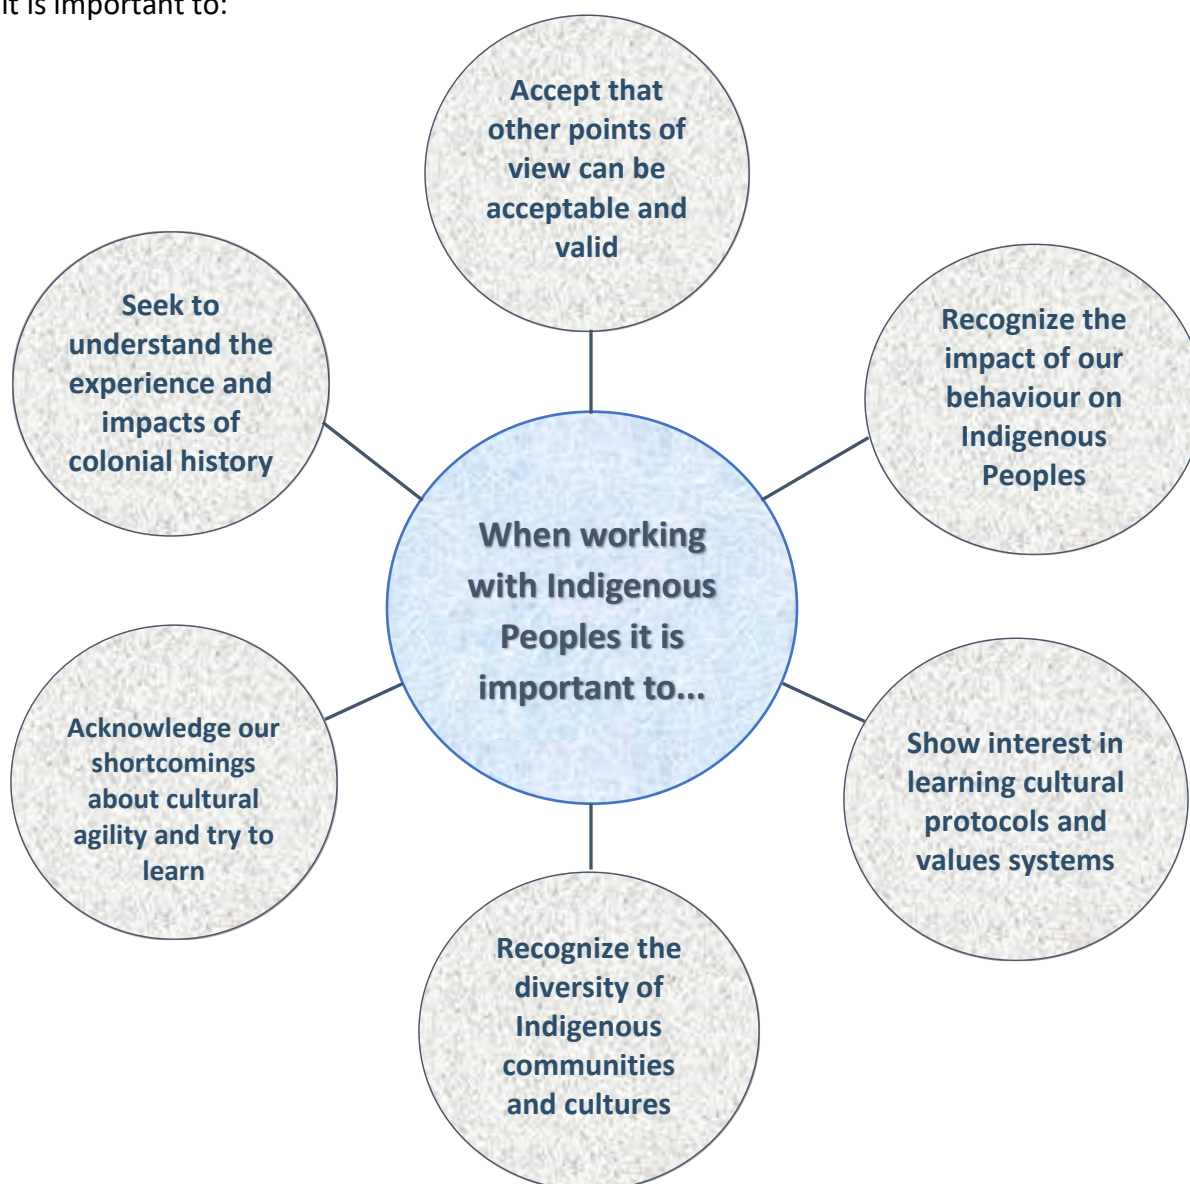 it is important to:
Accept that
other points of
view can be
acceptable and
valid
Seek to
understand the
experience and
impacts of
colonial history
Recognize the
impact of our
behaviour on
Indigenous
Peoples
When working
with Indigenous
Peoples it is
important to...
Acknowledge our
shortcomings
about cultural
agility and try to
learn
Show interest in
learning cultural
protocols and
values systems
Recognize the
diversity of
Indigenous
communities
and cultures